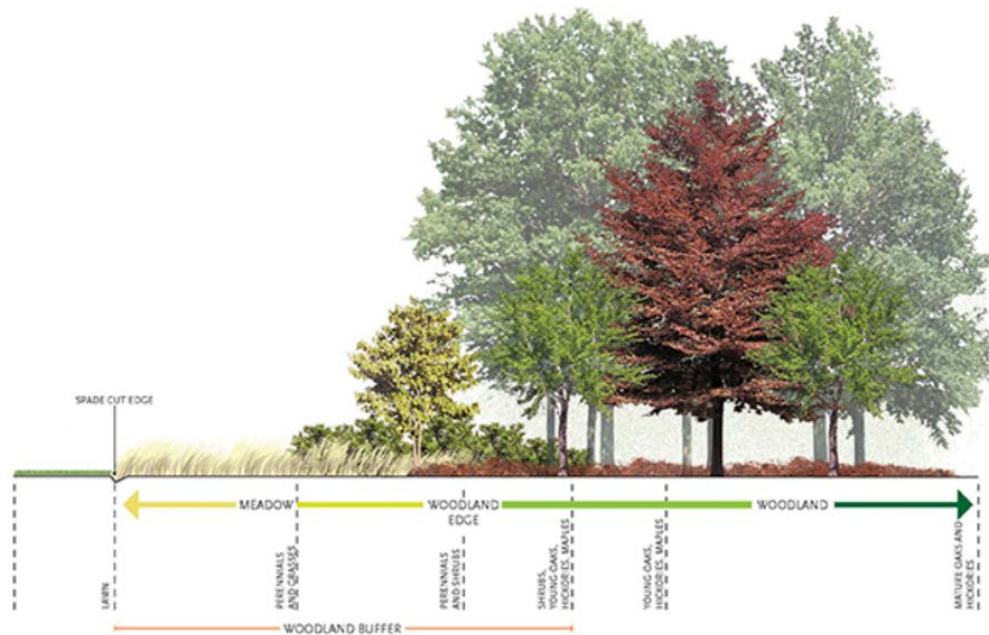 SPADE CUT EDGE
MEADOW
WOODLAND
EDGE
WOODLAND
LAWN
PERENNIALS
AND GRASSES
PERENNIALS
AND SHRUBS
SHRUBS,
YOUNG OAKS,
HICKORIES, MAPLES
YOUNG OAKS,
HICKORIES, MAPLES
MATURE OAKS AND
HICKORIES
WOODLAND BUFFER